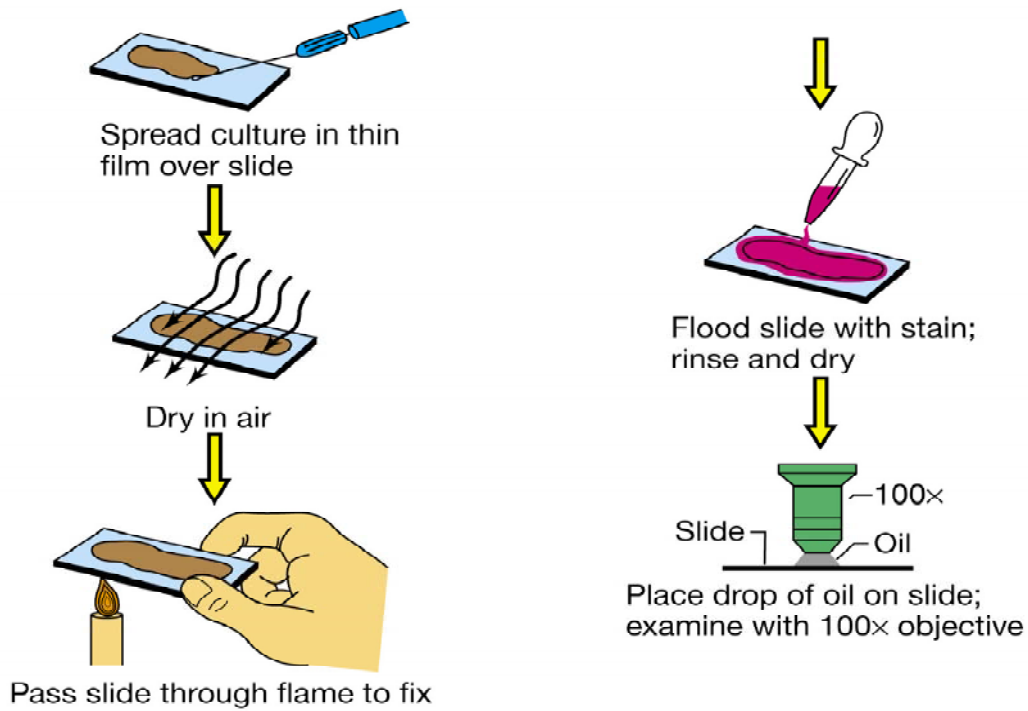 Spread culture in thin
film over slide
Dry in air
Pass slide through flame to fix
Flood slide with stain;
rinse and dry
100×
Slide
Oil
Place drop of oil on slide;
examine with 100× objective